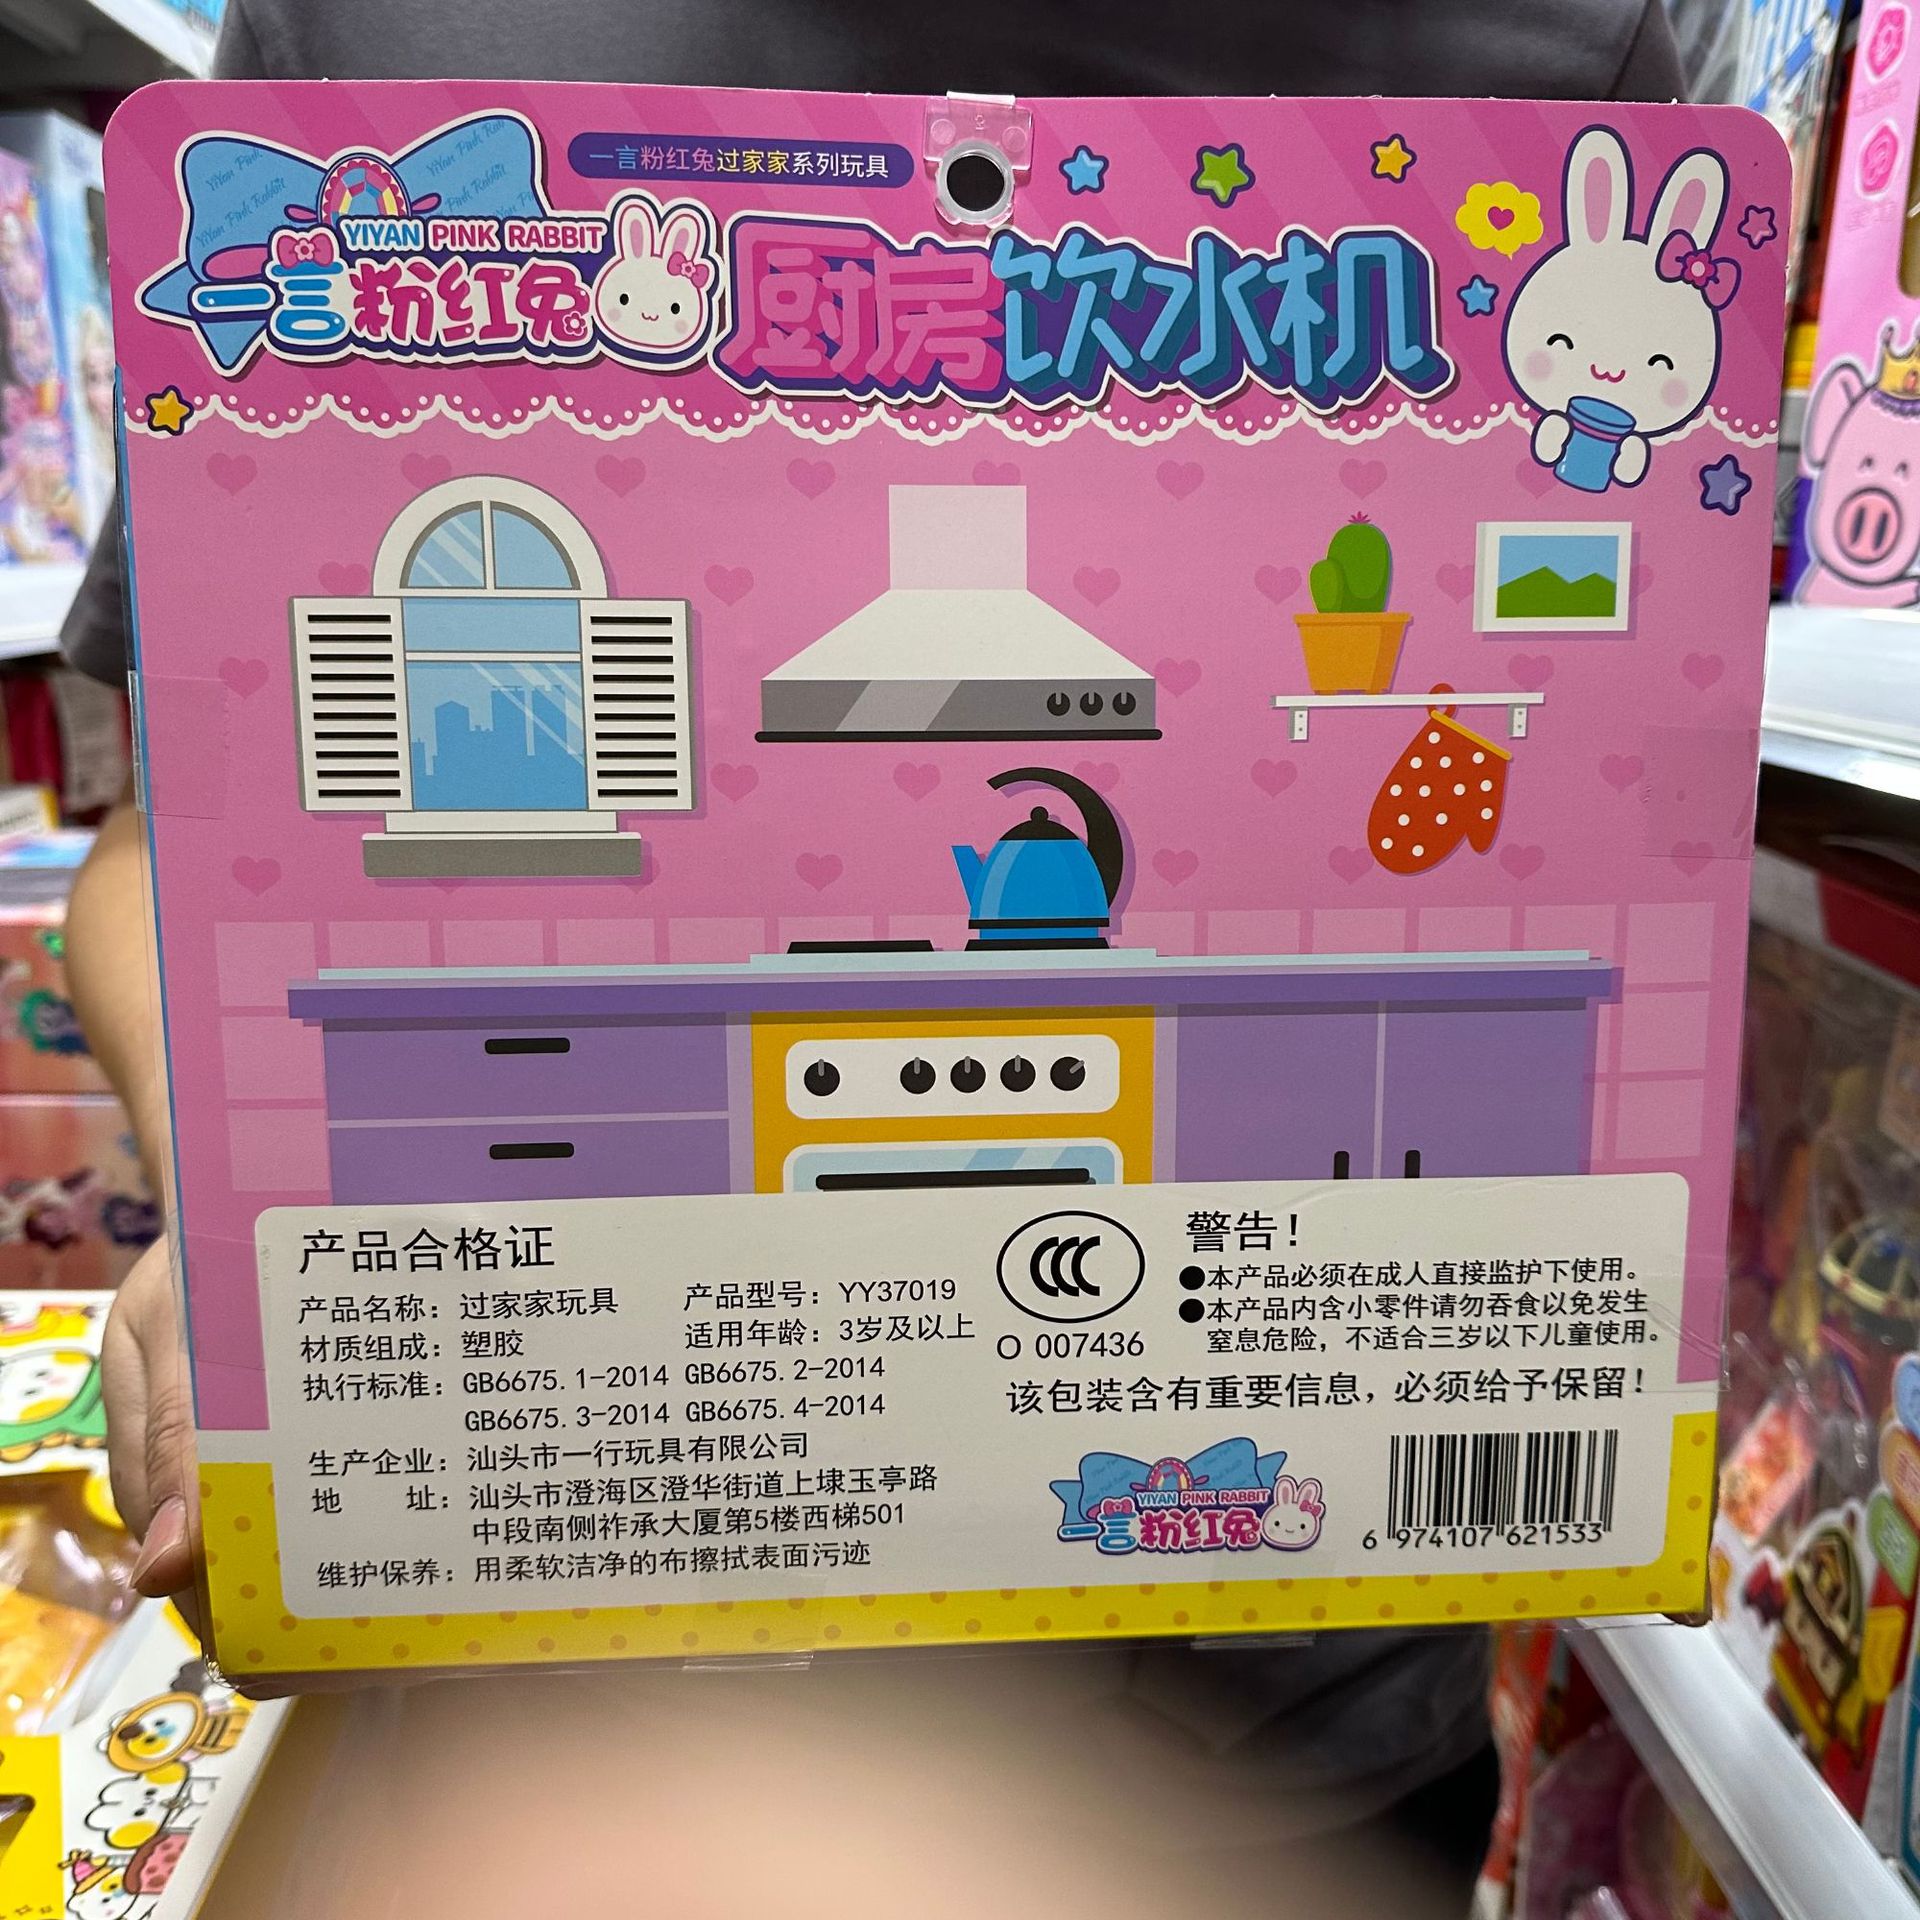 一言粉红兔过家家系列玩具
YiYan Pink Rabbit
YIYAN PINK RABBIT
一言粉红兔
厨房饮水机
产品合格证
产品名称：过家家玩具 产品型号：YY37019
材质组成：塑胶 适用年龄：3岁及以上
执行标准：GB6675.1-2014 GB6675.2-2014
GB6675.3-2014 GB6675.4-2014
生产企业：汕头市一行玩具有限公司
地 址：汕头市澄海区澄华街道上埭玉亭路
中段南侧祚承大厦第5楼西梯501
维护保养：用柔软洁净的布擦拭表面污迹
CCC
O 007436
警告！
●本产品必须在成人直接监护下使用。
●本产品内含小零件请勿吞食以免发生
窒息危险，不适合三岁以下儿童使用。
该包装含有重要信息，必须给予保留！
YIYAN PINK RABBIT
一言粉红兔
6 974107 621533